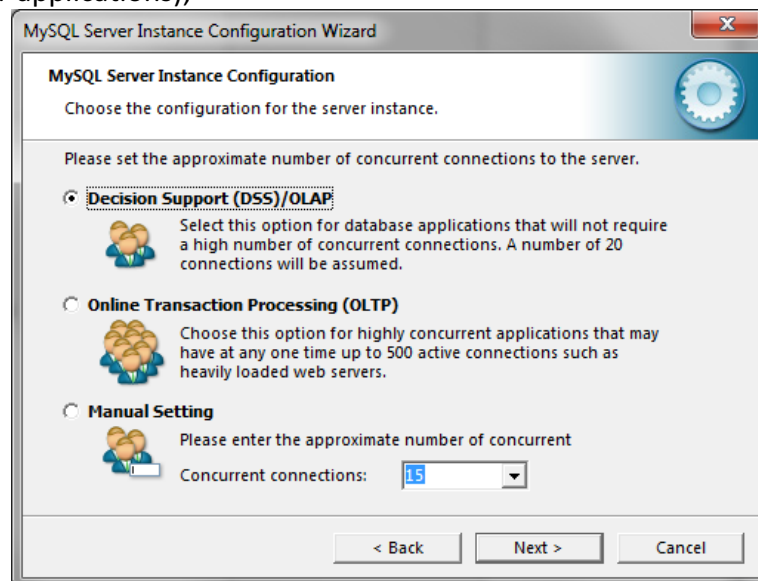 applications),
MySQL Server Instance Configuration Wizard
MySQL Server Instance Configuration
Choose the configuration for the server instance.
Please set the approximate number of concurrent connections to the server.
Decision Support (DSS)/OLAP
Select this option for database applications that will not require
a high number of concurrent connections. A number of 20
connections will be assumed.
Online Transaction Processing (OLTP)
Choose this option for highly concurrent applications that may
have at any one time up to 500 active connections such as
heavily loaded web servers.
Manual Setting
Please enter the approximate number of concurrent
Concurrent connections: 15
< Back Next > Cancel